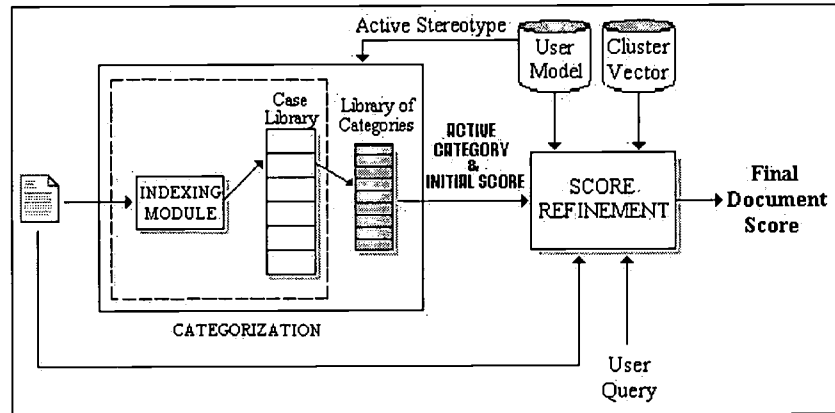 Active Stereotype
User
Model
Cluster
Vector
Case
Library
Library of
Categories
ACTIVE
CATEGORY
&
INITIAL SCORE
INDEXING
MODULE
SCORE
REFINEMENT
Final
Document
Score
CATEGORIZATION
User
Query